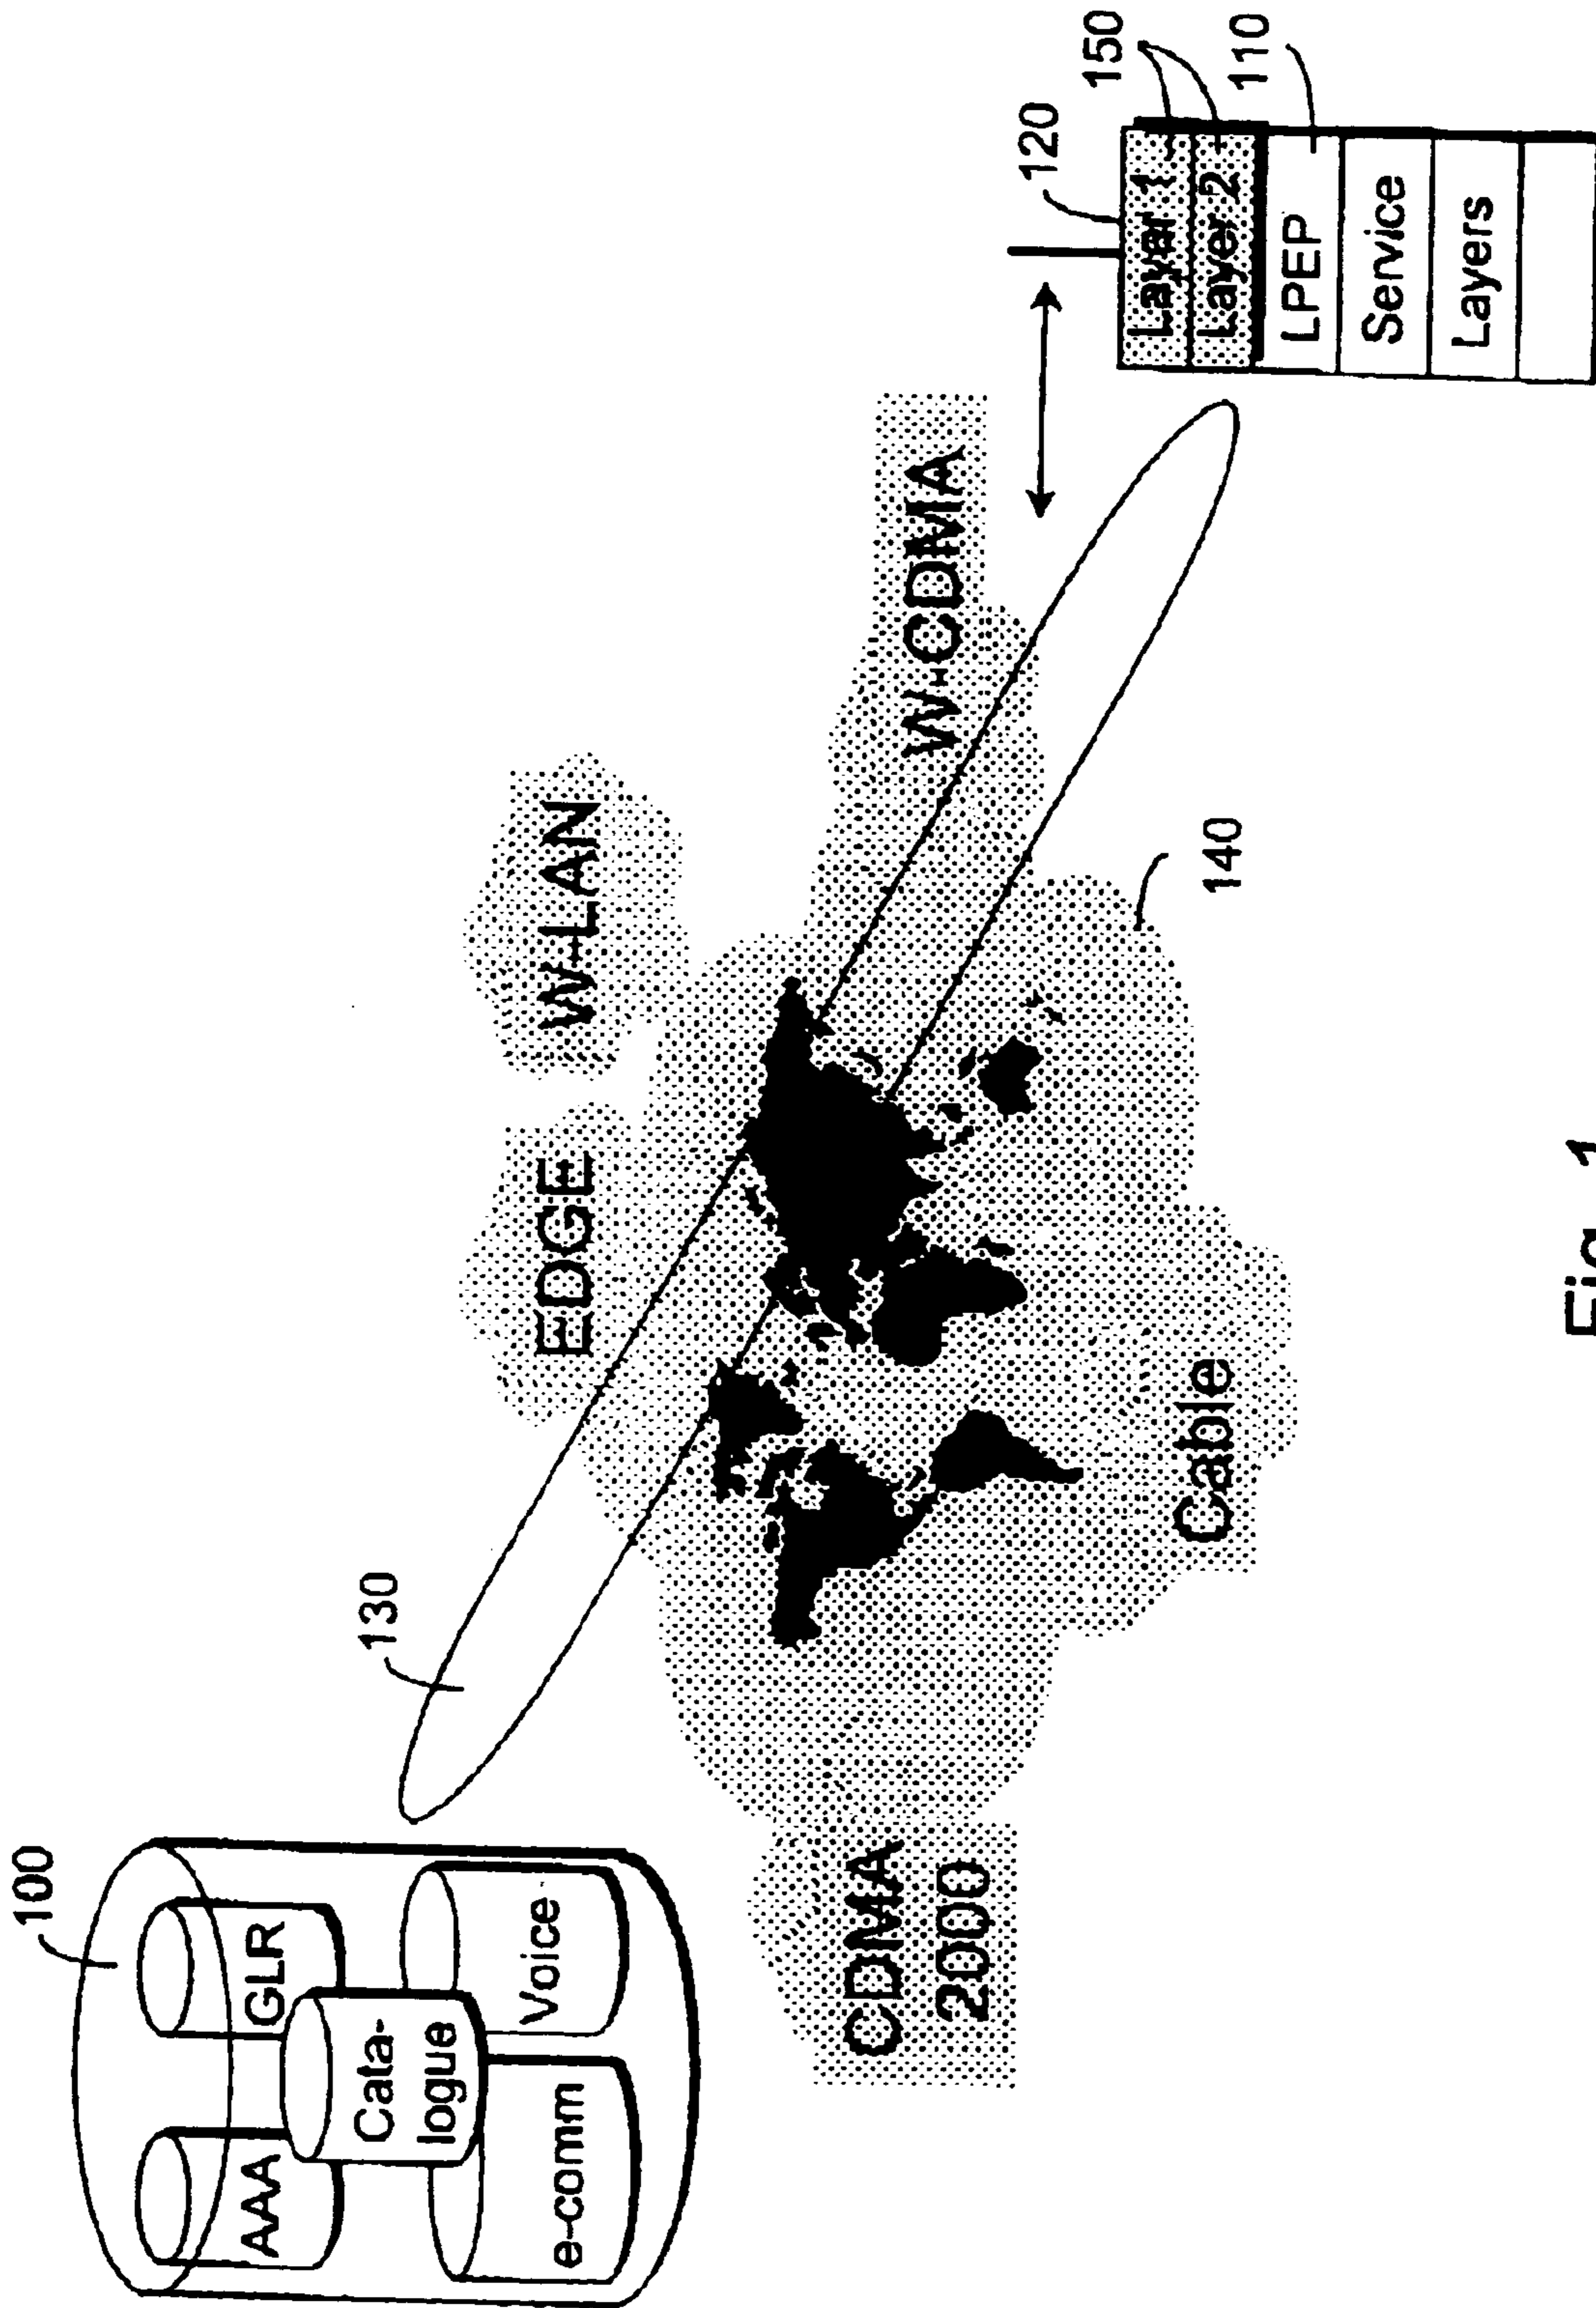 100
AAA
GLR
Cata-
logue
e-comm
Voice
130
EDGE
W-LAN
CDMA
2000
W-CDMA
Cable
140
120
Layer 1
Layer 2
150
LPEP
110
Service
Layers
Fig. 1